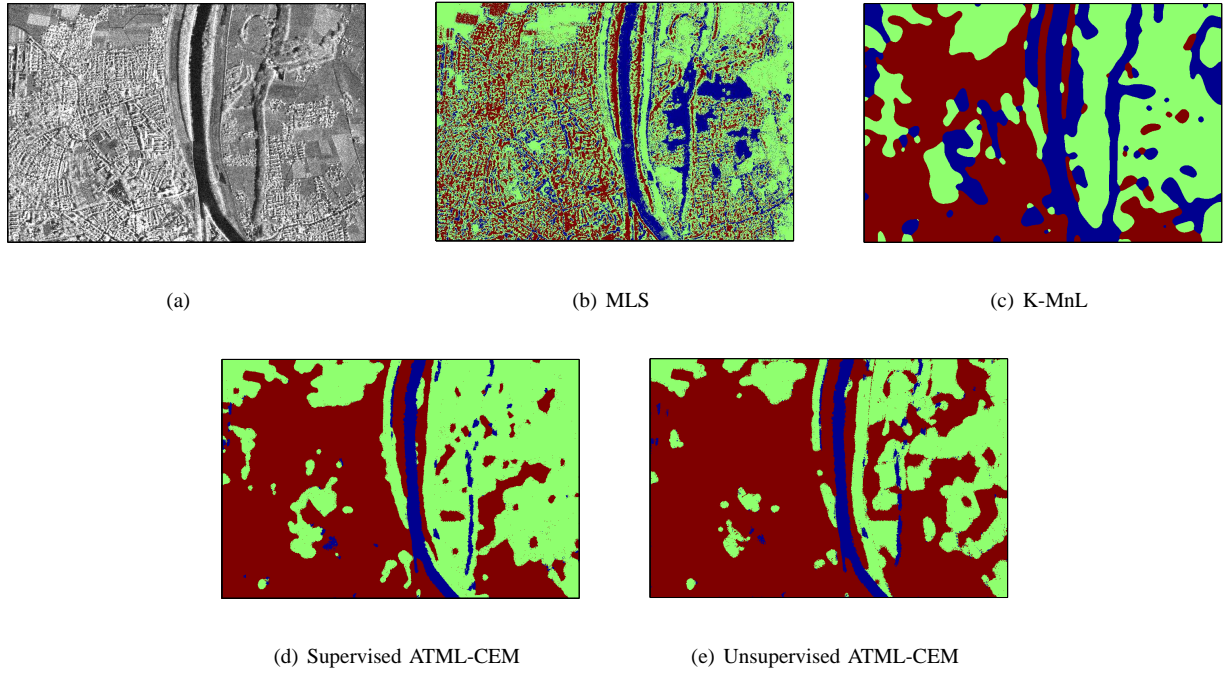 (a)
(b) MLS
(c) K-MnL
(d) Supervised ATML-CEM
(e) Unsupervised ATML-CEM